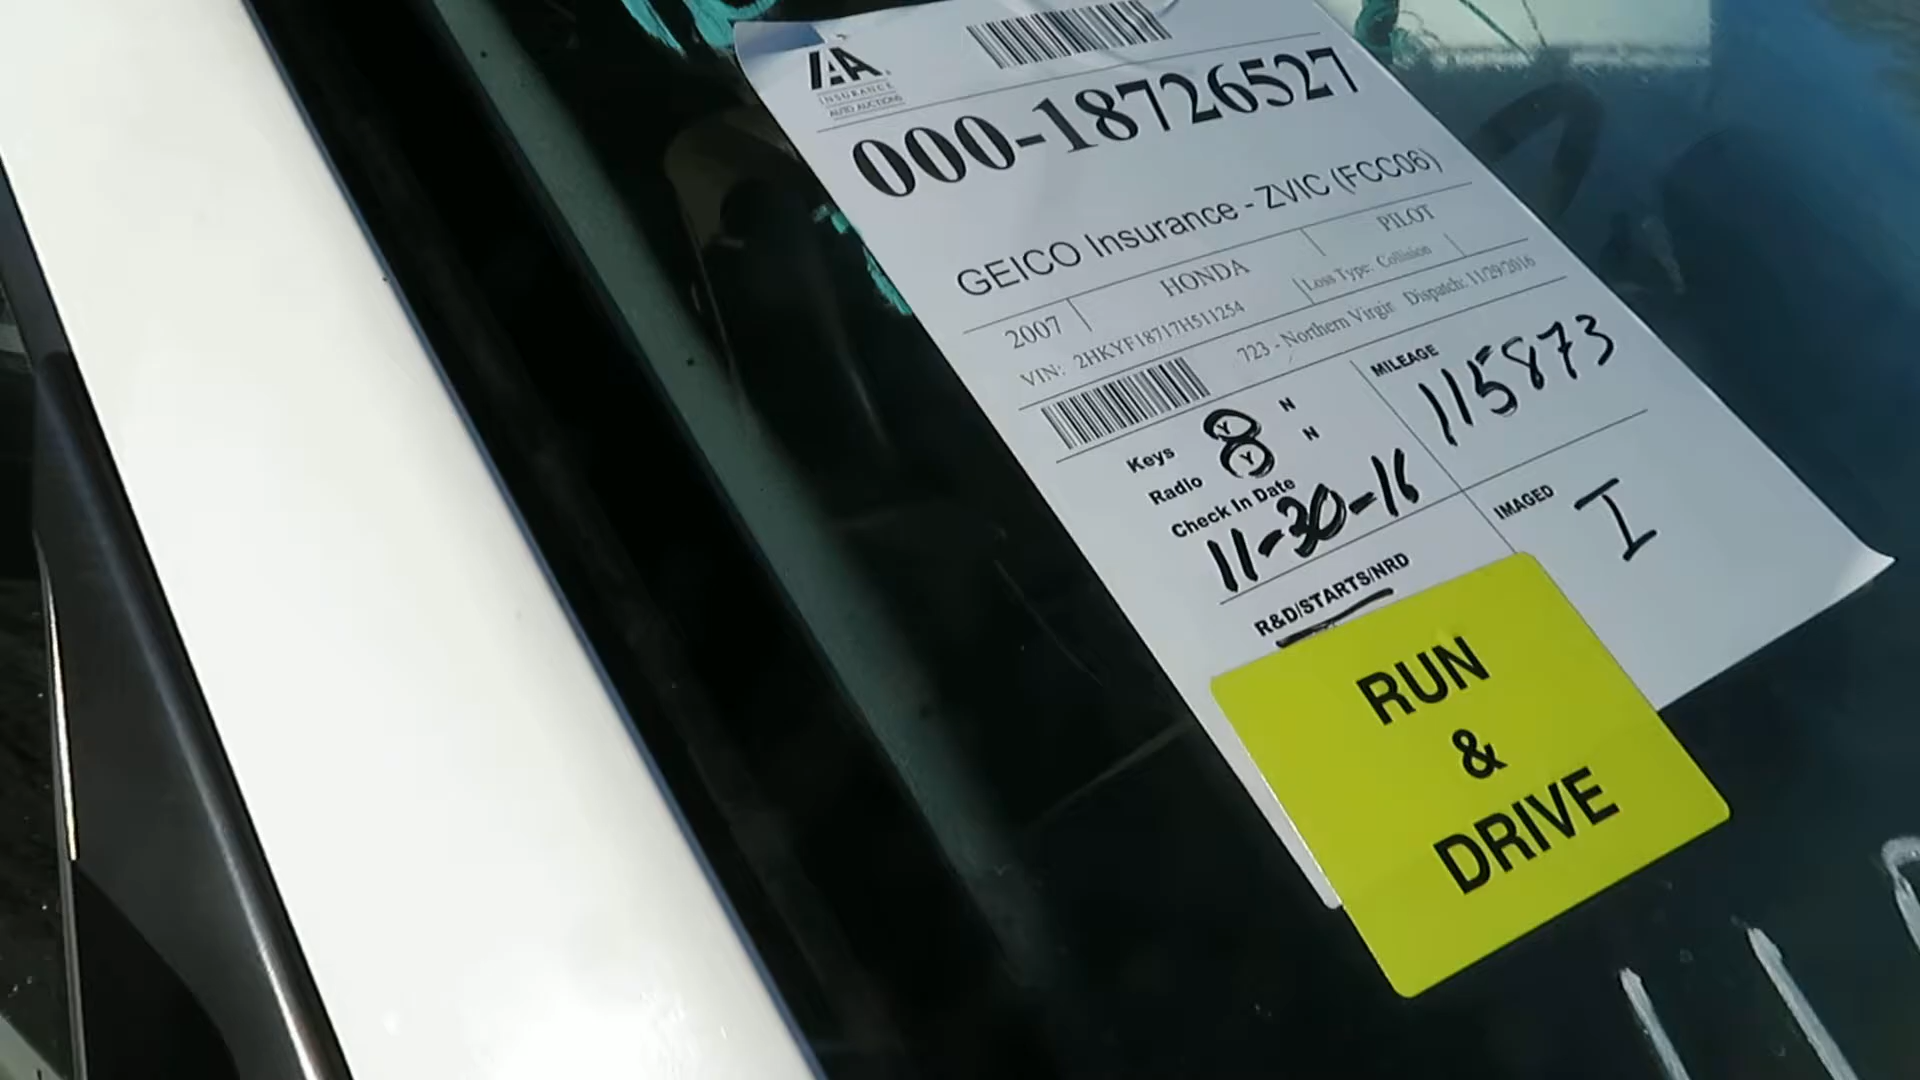 IAA
INSURANCE
AUTO AUCTIONS
000-18726527
GEICO Insurance - ZVIC (FCC06)
2007 HONDA PILOT
VIN: 2HKYF18717H511254 Loss Type: Collision
723 - Northern Virgir Dispatch: 11/29/2016
Keys Y N
Radio Y N
MILEAGE
115873
Check In Date
11-30-16
R&D/STARTS/NRD
IMAGED
I
RUN
&
DRIVE